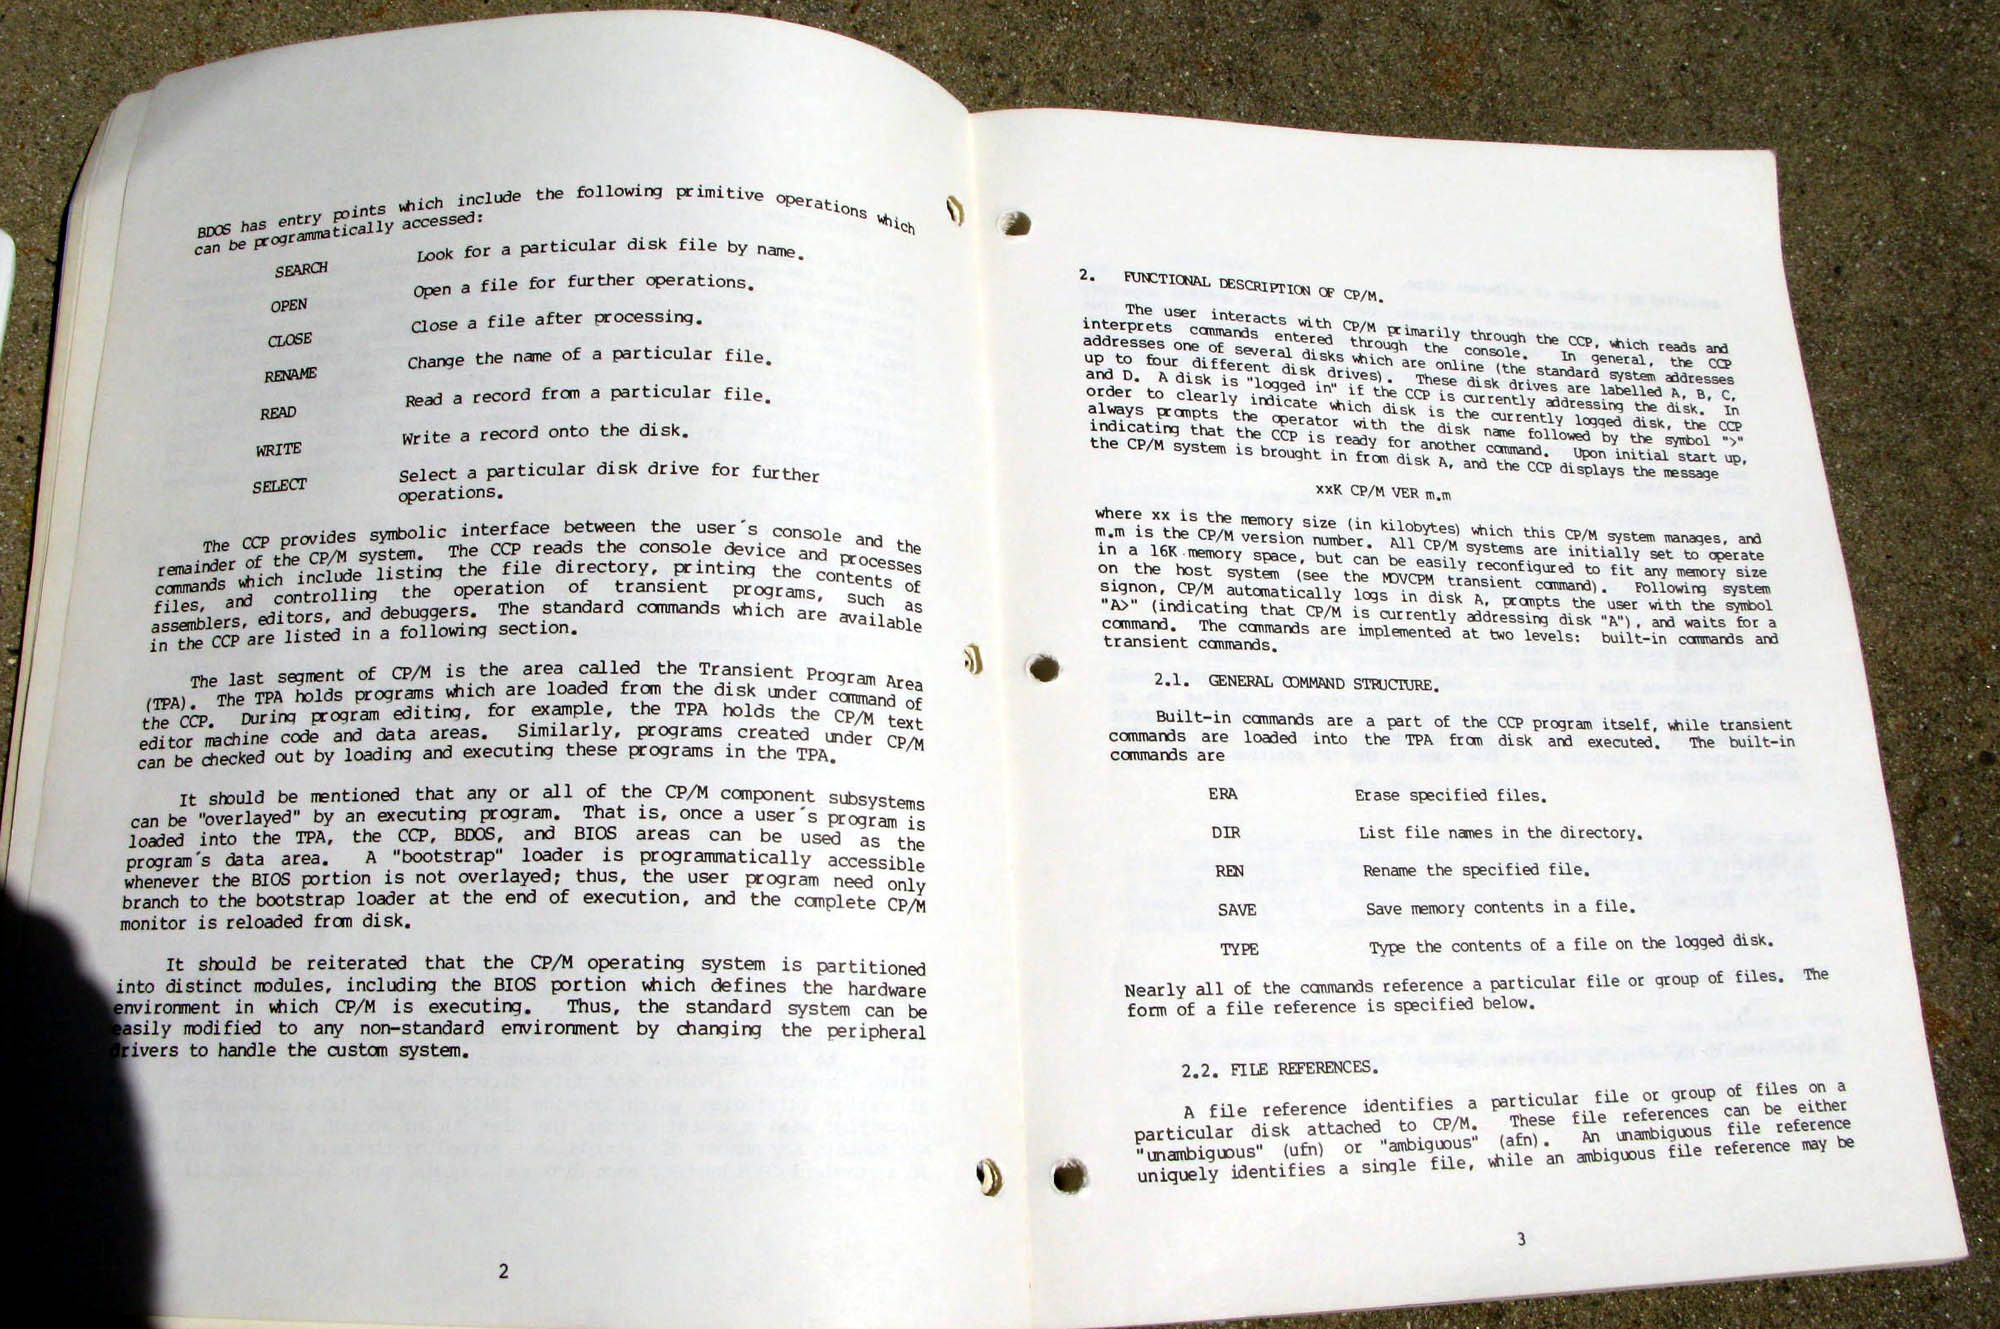 BDOS has entry points which include the following primitive operations which
can be programmatically accessed:
SEARCH Look for a particular disk file by name.
OPEN Open a file for further operations.
CLOSE Close a file after processing.
RENAME Change the name of a particular file.
READ Read a record from a particular file.
WRITE Write a record onto the disk.
SELECT Select a particular disk drive for further
operations.
The CCP provides symbolic interface between the user´s console and the
remainder of the CP/M system. The CCP reads the console device and processes
commands which include listing the file directory, printing the contents of
files, and controlling the operation of transient programs, such as
assemblers, editors, and debuggers. The standard commands which are available
in the CCP are listed in a following section.
The last segment of CP/M is the area called the Transient Program Area
(TPA). The TPA holds programs which are loaded from the disk under command of
the CCP. During program editing, for example, the TPA holds the CP/M text
editor machine code and data areas. Similarly, programs created under CP/M
can be checked out by loading and executing these programs in the TPA.
It should be mentioned that any or all of the CP/M component subsystems
can be "overlayed" by an executing program. That is, once a user´s program is
loaded into the TPA, the CCP, BDOS, and BIOS areas can be used as the
program´s data area. A "bootstrap" loader is programmatically accessible
whenever the BIOS portion is not overlayed; thus, the user program need only
branch to the bootstrap loader at the end of execution, and the complete CP/M
monitor is reloaded from disk.
It should be reiterated that the CP/M operating system is partitioned
into distinct modules, including the BIOS portion which defines the hardware
environment in which CP/M is executing. Thus, the standard system can be
easily modified to any non-standard environment by changing the peripheral
drivers to handle the custom system.
2
2. FUNCTIONAL DESCRIPTION OF CP/M.
The user interacts with CP/M primarily through the CCP, which reads and
interprets commands entered through the console. In general, the CCP
addresses one of several disks which are online (the standard system addresses
up to four different disk drives). These disk drives are labelled A, B, C,
and D. A disk is "logged in" if the CCP is currently addressing the disk. In
order to clearly indicate which disk is the currently logged disk, the CCP
always prompts the operator with the disk name followed by the symbol ">"
indicating that the CCP is ready for another command. Upon initial start up,
the CP/M system is brought in from disk A, and the CCP displays the message
xxK CP/M VER m.m
where xx is the memory size (in kilobytes) which this CP/M system manages, and
m.m is the CP/M version number. All CP/M systems are initially set to operate
in a 16K memory space, but can be easily reconfigured to fit any memory size
on the host system (see the MOVCPM transient command). Following system
signon, CP/M automatically logs in disk A, prompts the user with the symbol
"A>" (indicating that CP/M is currently addressing disk "A"), and waits for a
command. The commands are implemented at two levels: built-in commands and
transient commands.
2.1. GENERAL COMMAND STRUCTURE.
Built-in commands are a part of the CCP program itself, while transient
commands are loaded into the TPA from disk and executed. The built-in
commands are
ERA Erase specified files.
DIR List file names in the directory.
REN Rename the specified file.
SAVE Save memory contents in a file.
TYPE Type the contents of a file on the logged disk.
Nearly all of the commands reference a particular file or group of files. The
form of a file reference is specified below.
2.2. FILE REFERENCES.
A file reference identifies a particular file or group of files on a
particular disk attached to CP/M. These file references can be either
"unambiguous" (ufn) or "ambiguous" (afn). An unambiguous file reference
uniquely identifies a single file, while an ambiguous file reference may be
3